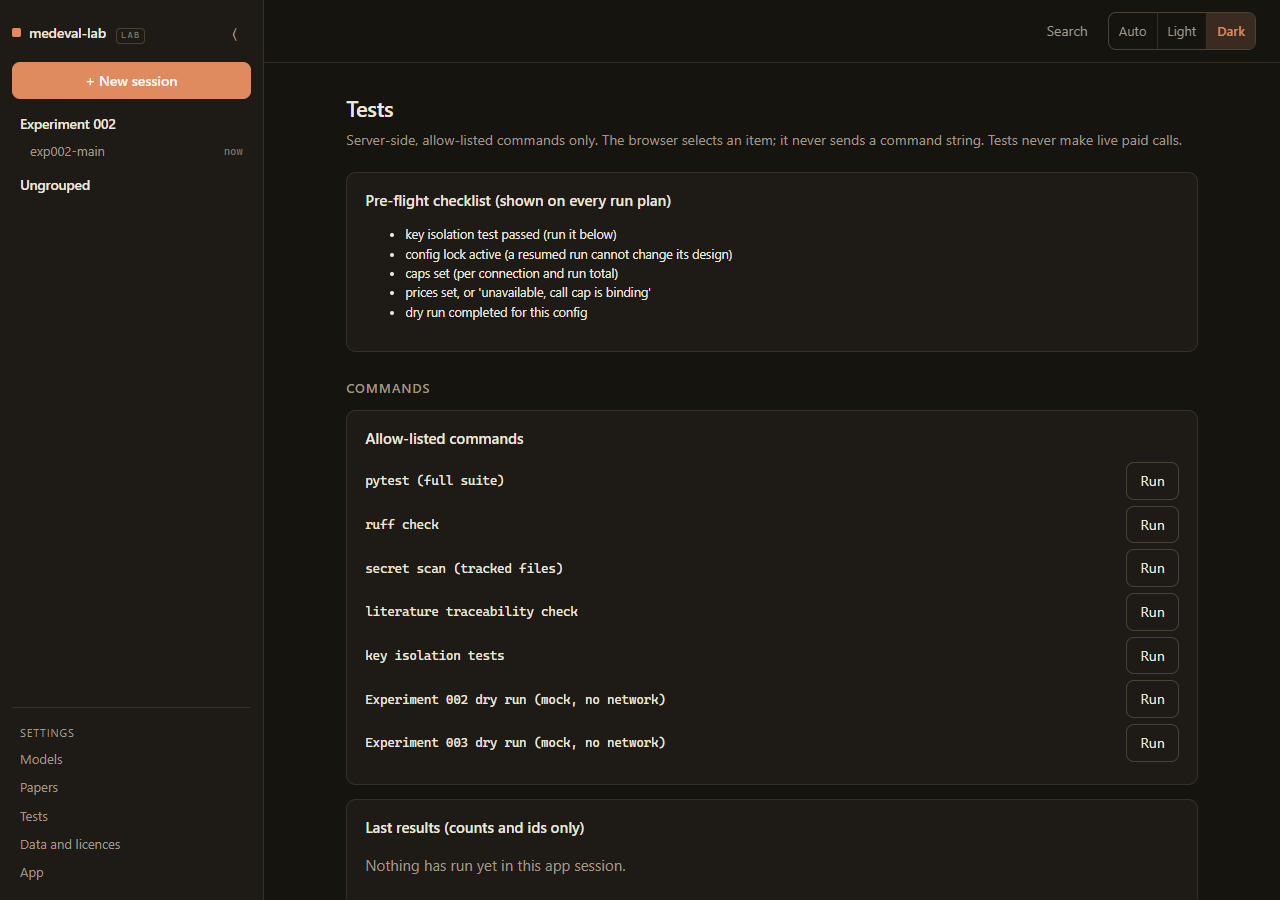 medeval-lab LAB
+ New session
Experiment 002
exp002-main now
Ungrouped
SETTINGS
Models
Papers
Tests
Data and licences
App
Search Auto Light Dark
Tests
Server-side, allow-listed commands only. The browser selects an item; it never sends a command string. Tests never make live paid calls.
Pre-flight checklist (shown on every run plan)
• key isolation test passed (run it below)
• config lock active (a resumed run cannot change its design)
• caps set (per connection and run total)
• prices set, or 'unavailable, call cap is binding'
• dry run completed for this config
COMMANDS
Allow-listed commands
pytest (full suite) Run
ruff check Run
secret scan (tracked files) Run
literature traceability check Run
key isolation tests Run
Experiment 002 dry run (mock, no network) Run
Experiment 003 dry run (mock, no network) Run
Last results (counts and ids only)
Nothing has run yet in this app session.